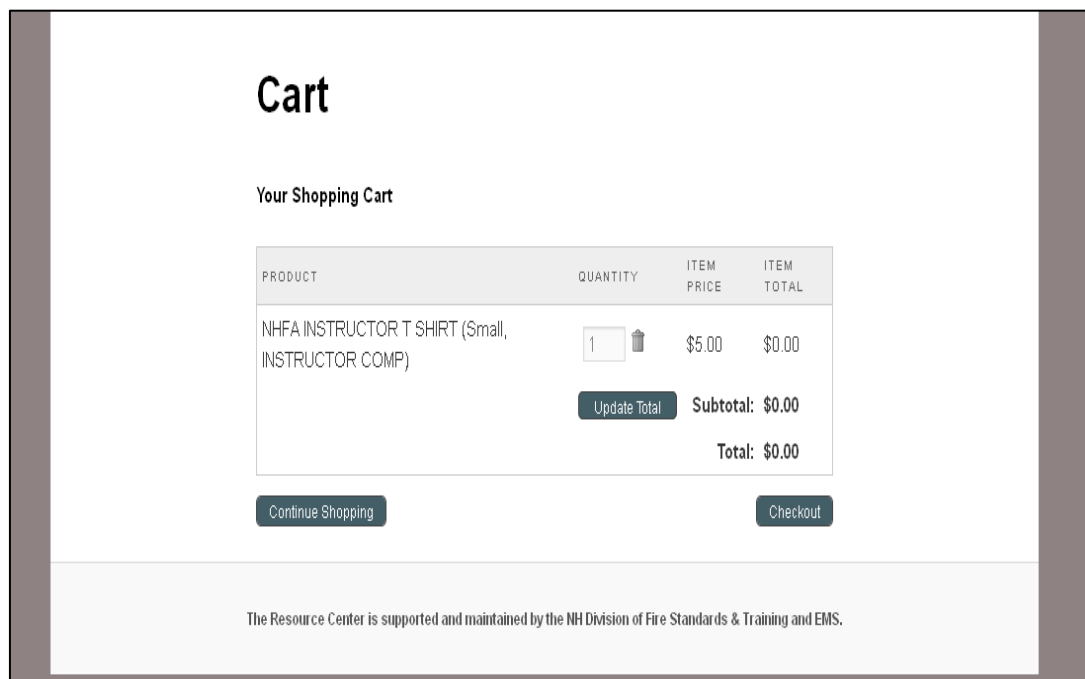 Cart
Your Shopping Cart
PRODUCT QUANTITY ITEM PRICE ITEM TOTAL
NHFA INSTRUCTOR T SHIRT (Small,
INSTRUCTOR COMP)
1 $5.00 $0.00
Update Total Subtotal: $0.00
Total: $0.00
Continue Shopping Checkout
The Resource Center is supported and maintained by the NH Division of Fire Standards & Training and EMS.